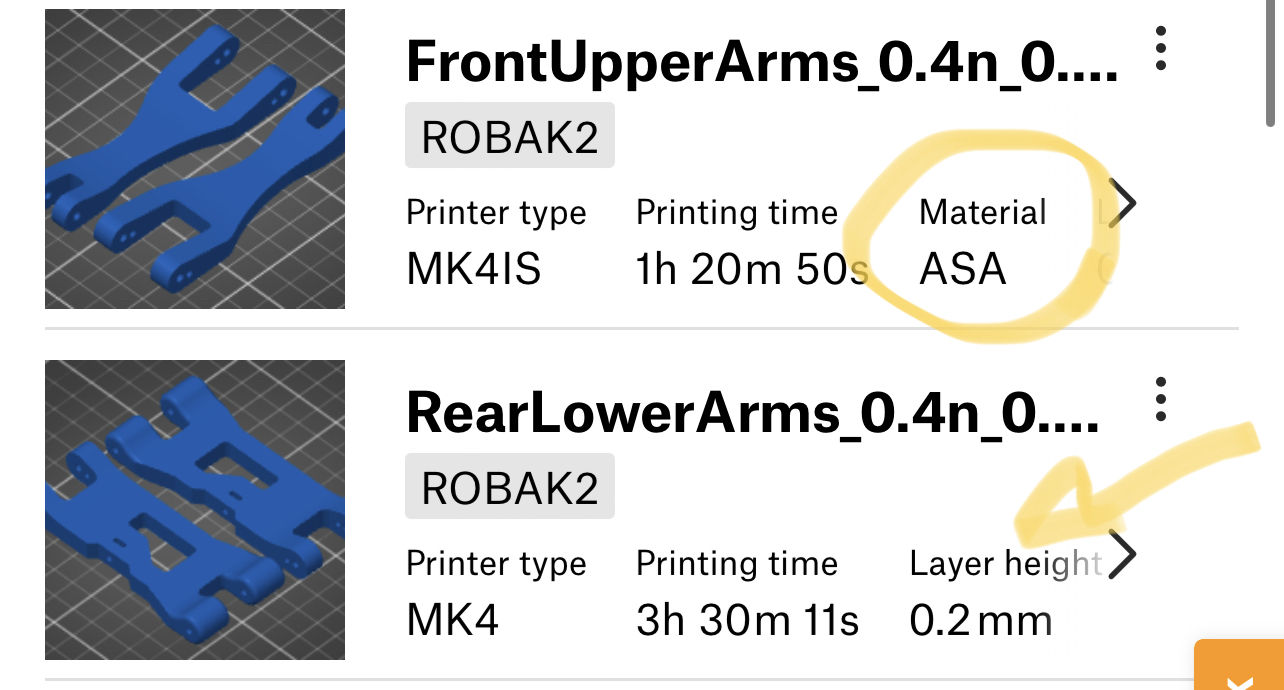 FrontUpperArms_0.4n_0....
ROBAK2
Printer type Printing time Material
MK4IS 1h 20m 50s ASA
RearLowerArms_0.4n_0....
ROBAK2
Printer type Printing time Layer height
MK4 3h 30m 11s 0.2 mm